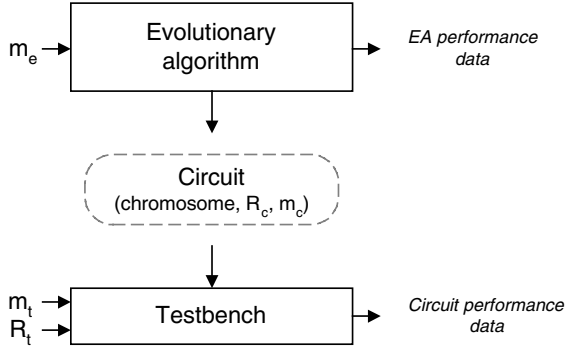 m_e
Evolutionary
algorithm
EA performance
data
Circuit
(chromosome, R_c, m_c)
m_t
R_t
Testbench
Circuit performance
data